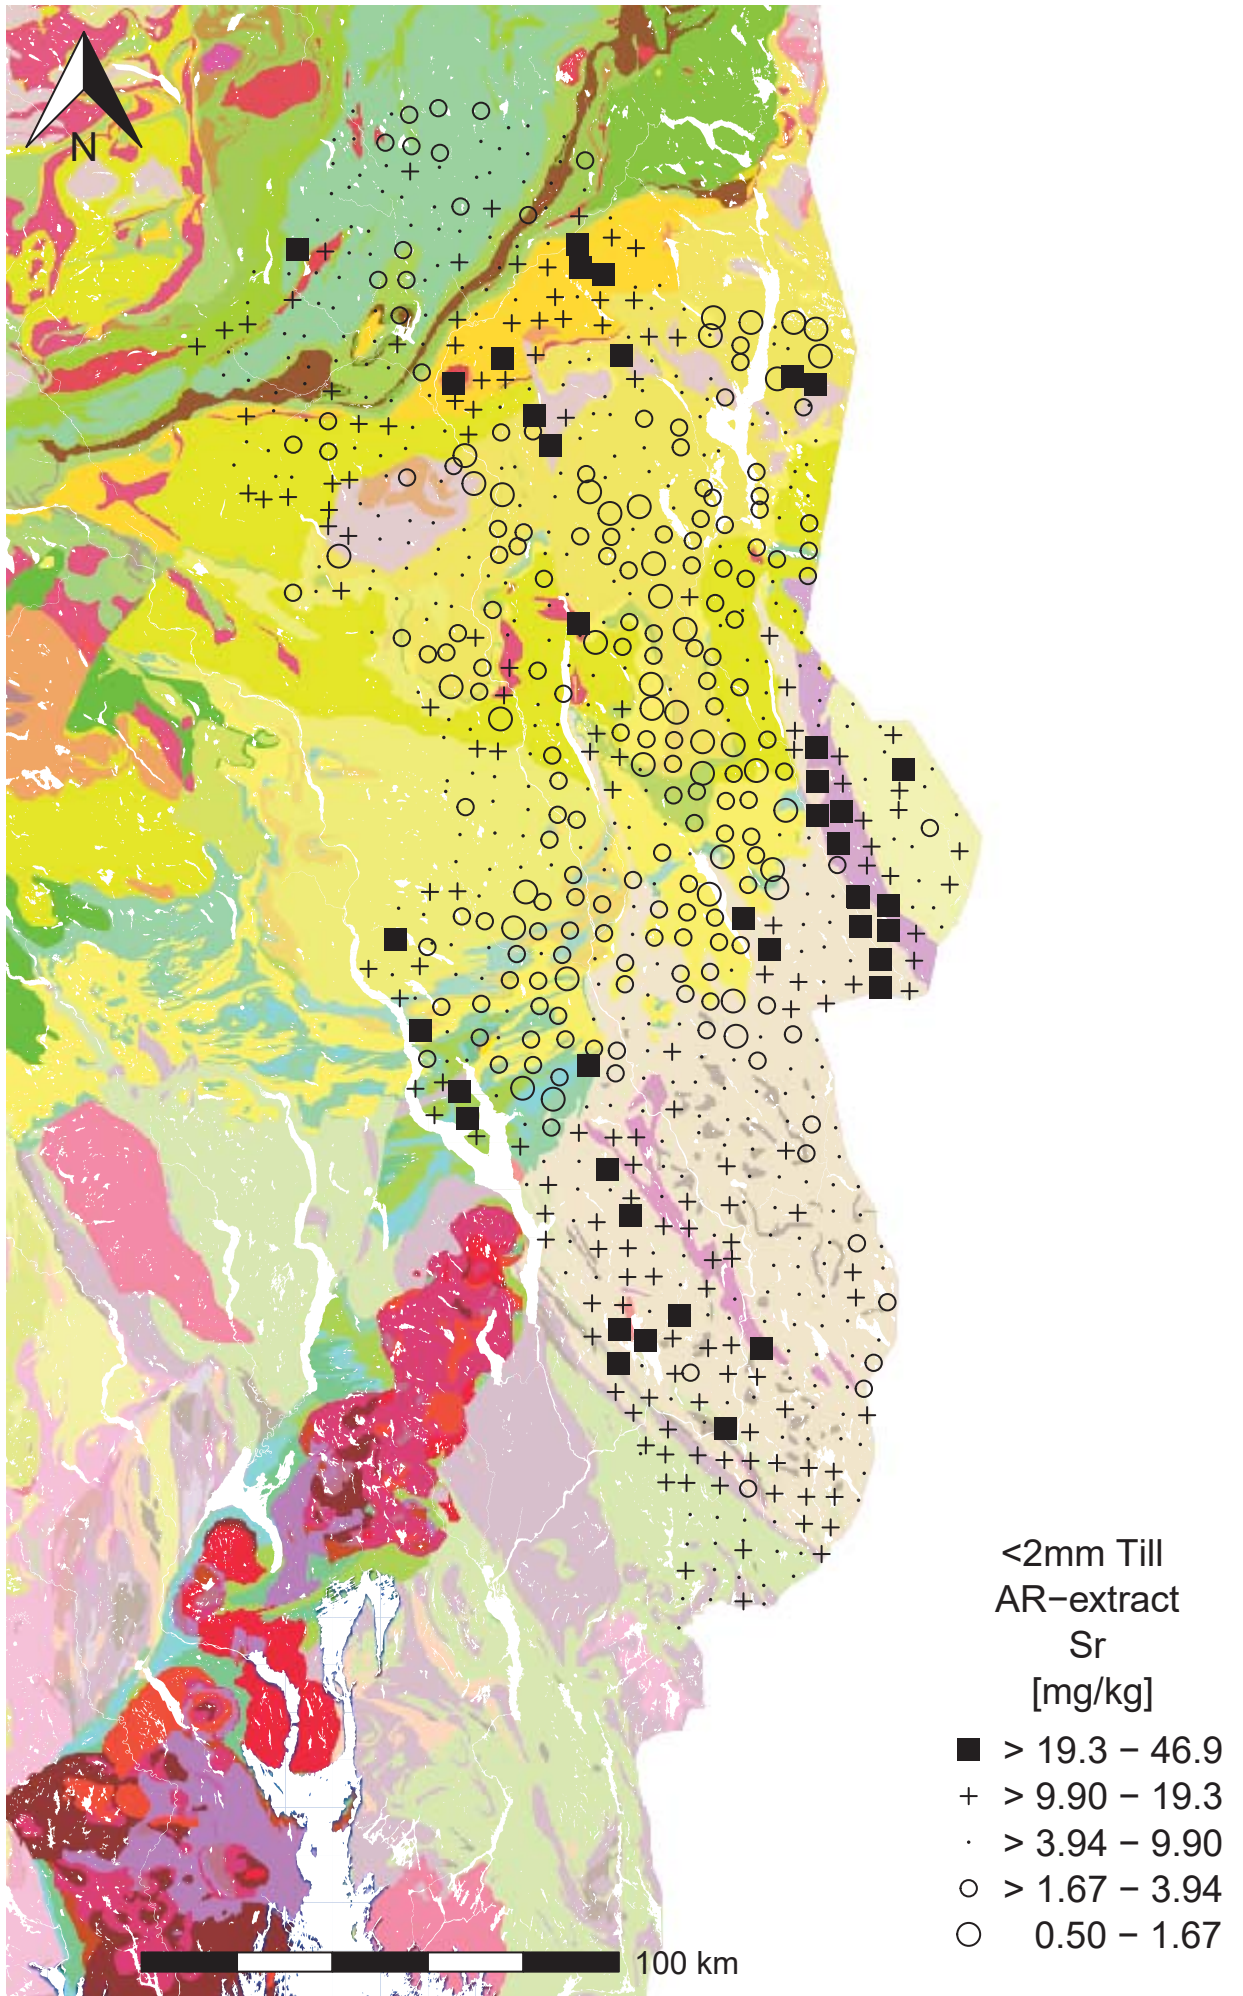 N
<2mm Till
AR−extract
Sr
[mg/kg]
> 19.3 − 46.9
> 9.90 − 19.3
> 3.94 − 9.90
> 1.67 − 3.94
0.50 − 1.67
100 km